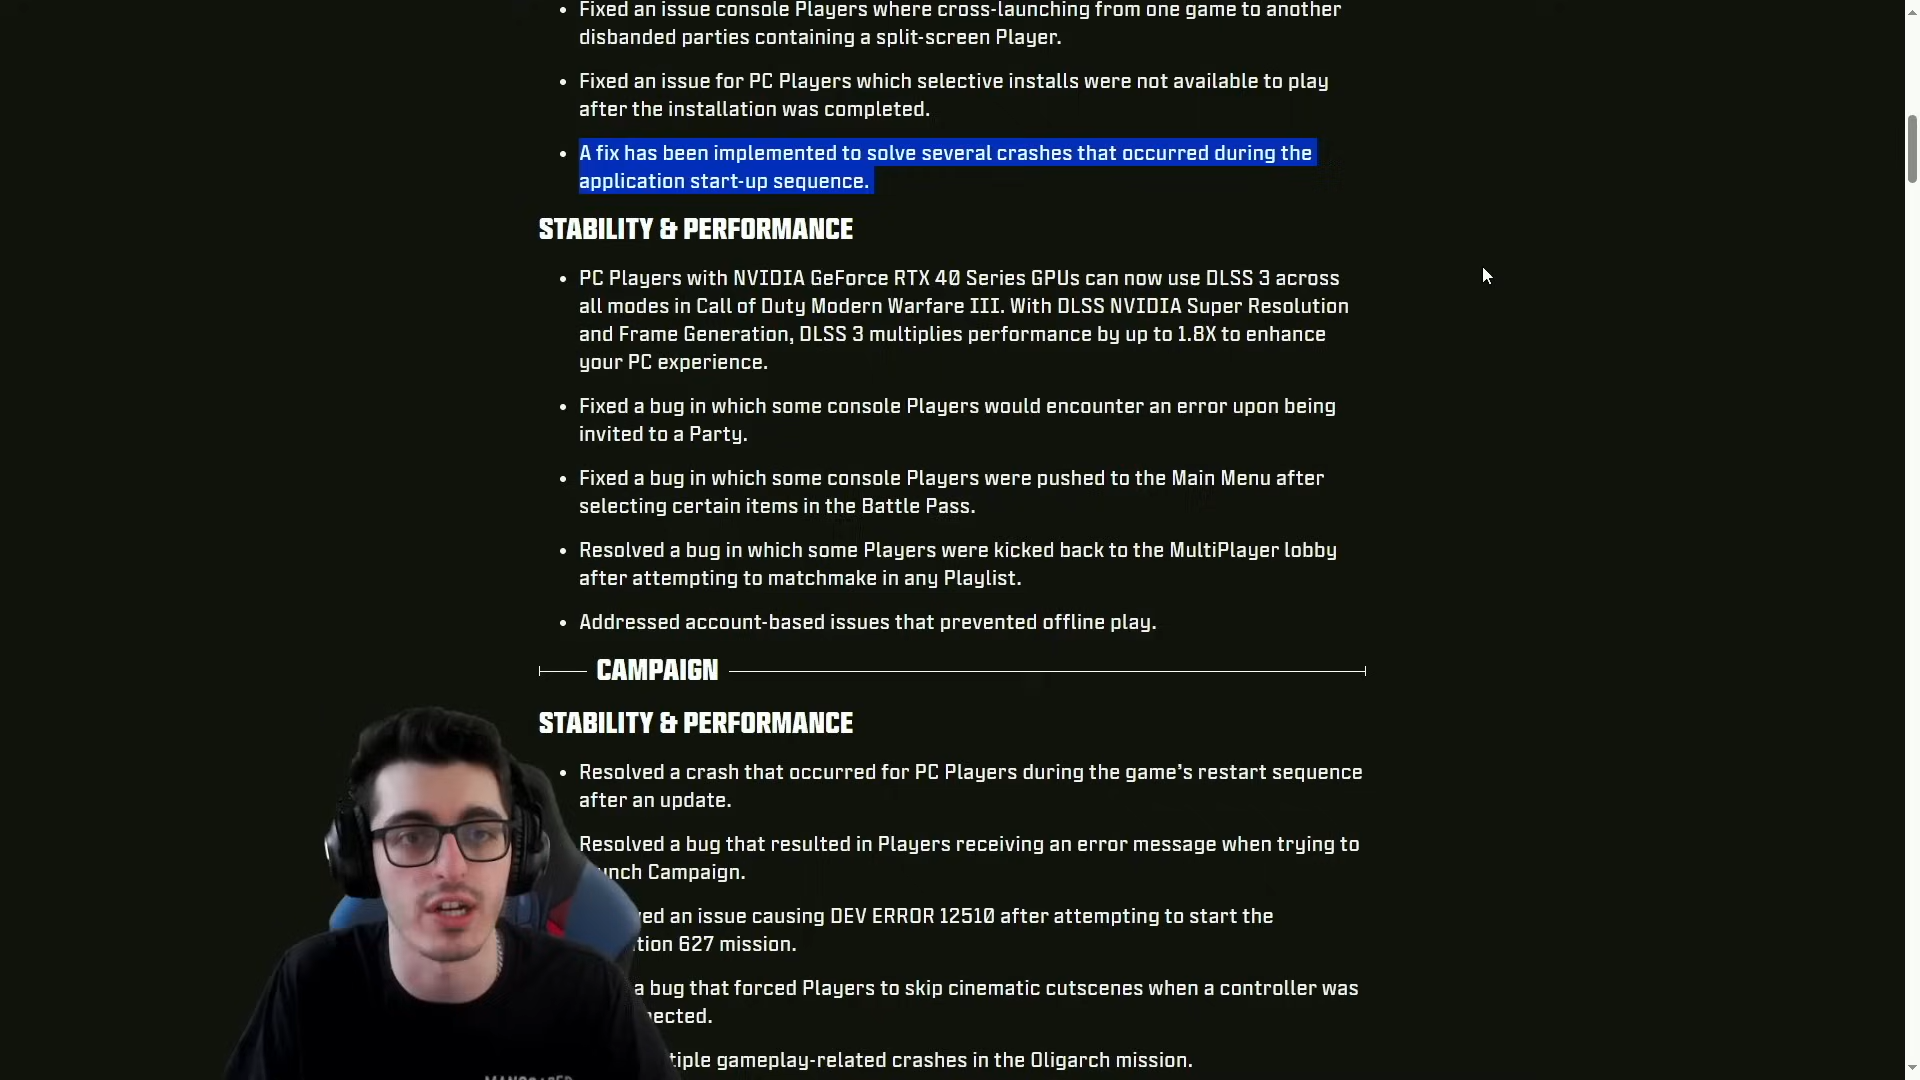 Fixed an issue console Players where cross-launching from one game to another
disbanded parties containing a split-screen Player.
Fixed an issue for PC Players which selective installs were not available to play
after the installation was completed.
A fix has been implemented to solve several crashes that occurred during the
application start-up sequence.
STABILITY & PERFORMANCE
PC Players with NVIDIA GeForce RTX 40 Series GPUs can now use DLSS 3 across
all modes in Call of Duty Modern Warfare III. With DLSS NVIDIA Super Resolution
and Frame Generation, DLSS 3 multiplies performance by up to 1.8X to enhance
your PC experience.
Fixed a bug in which some console Players would encounter an error upon being
invited to a Party.
Fixed a bug in which some console Players were pushed to the Main Menu after
selecting certain items in the Battle Pass.
Resolved a bug in which some Players were kicked back to the MultiPlayer lobby
after attempting to matchmake in any Playlist.
Addressed account-based issues that prevented offline play.
CAMPAIGN
STABILITY & PERFORMANCE
Resolved a crash that occurred for PC Players during the game's restart sequence
after an update.
Resolved a bug that resulted in Players receiving an error message when trying to
Campaign.
an issue causing DEV ERROR 12510 after attempting to start the
627 mission.
a bug that forced Players to skip cinematic cutscenes when a controller was
gameplay-related crashes in the Oligarch mission.